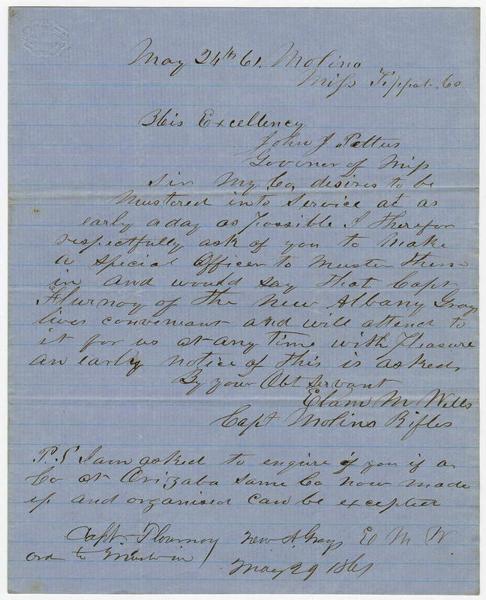 May 24th 61. Molino
Miss Tippah Co
His Excellency
John J Pettus
Govoner of Miss
Sir My Co, desires to be
Mustered into Service at as
early a day as Possible I therefor
respectfully ask of you to make
a special Officer to Muster them
in and would say that Capt
Flurnoy of the New Albany Grays
lives convenant and will attend to
it for us at any time with Pleasure
an early notice of this is asked,
By your Obt Servant
Elam M Wells
Capt Molino Rifles
P.S I am asked to enquire of you if a
Co at Orizaba same Co now made
up and organised can be excepted
E M W
Capt Flournoy New A. Grays
ord to Muster in
May 29 1861